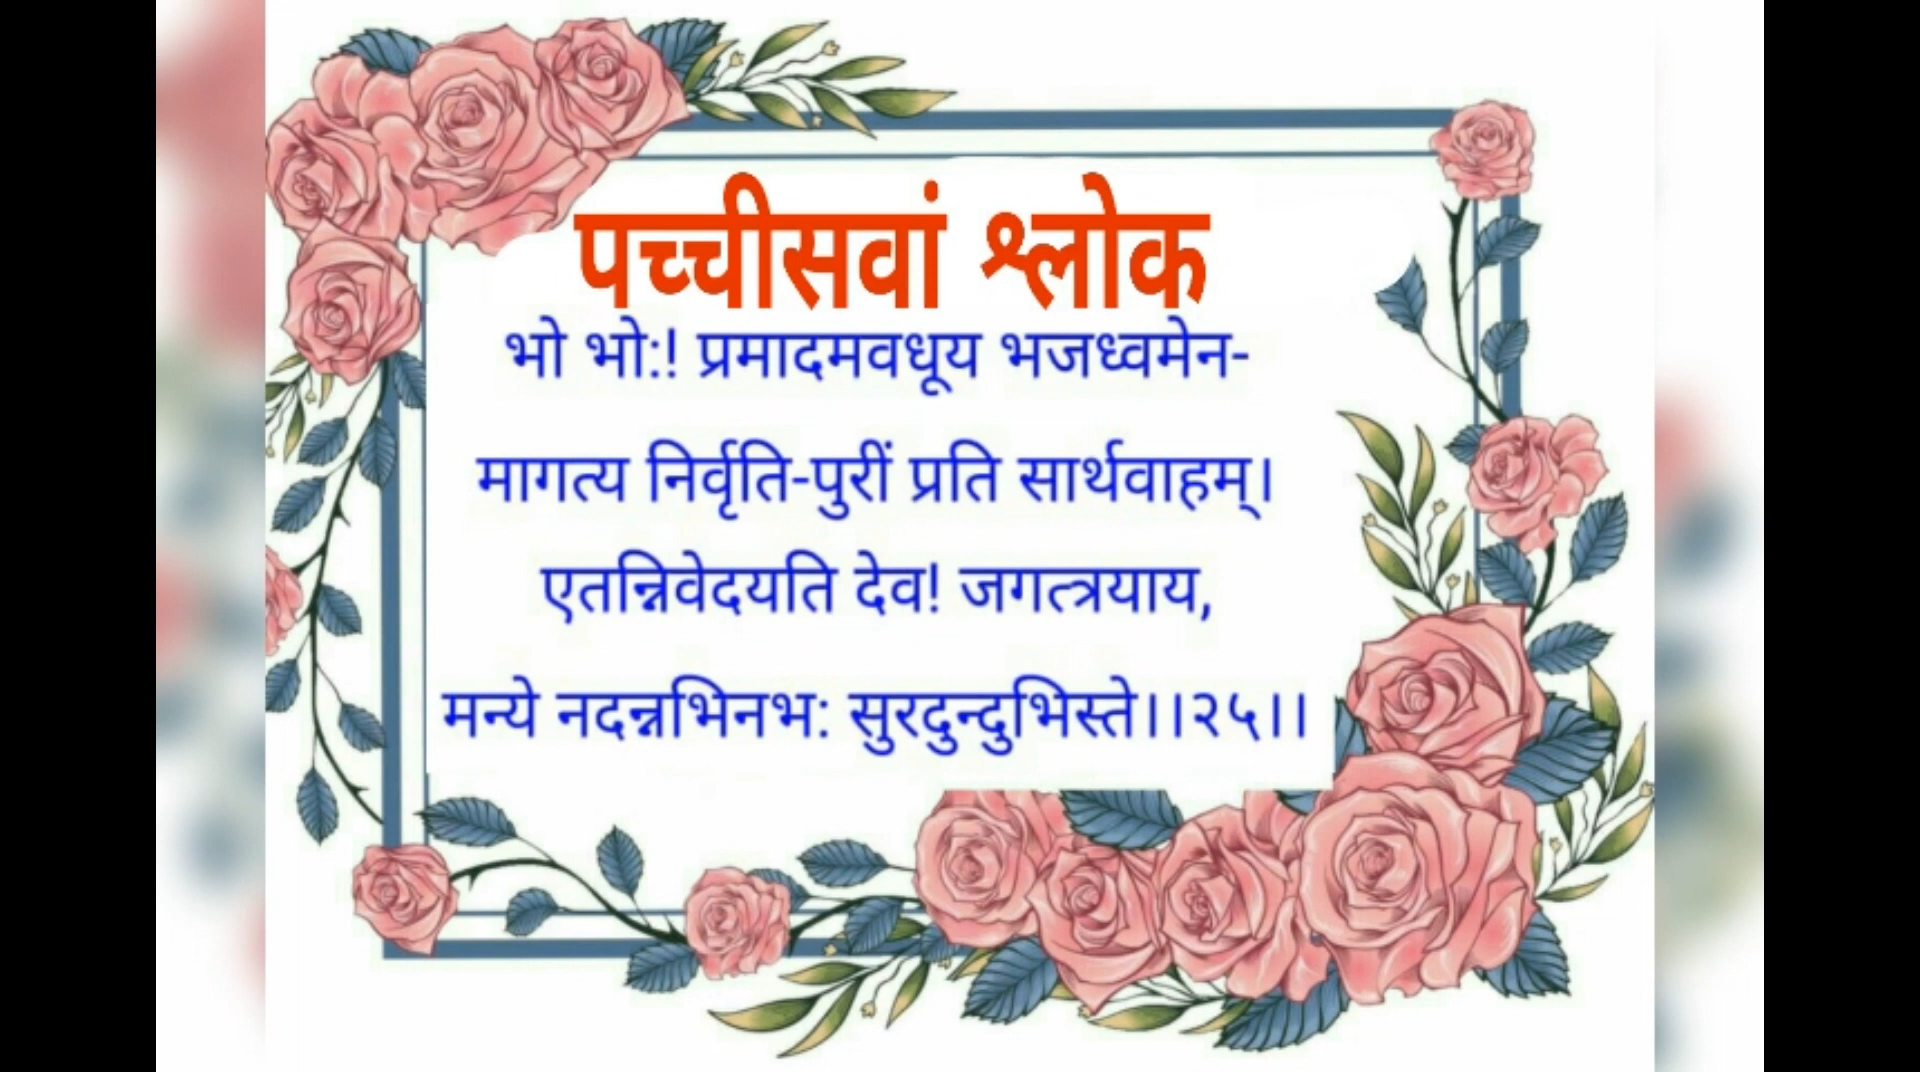 पच्चीसवां श्लोक
भो भो:! प्रमादमवधूय भजध्वमेन-
मागत्य निर्वृति-पुरीं प्रति सार्थवाहम्।
एतन्निवेदयति देव! जगत्त्रयाय,
मन्ये नदन्नभिनभ: सुरदुन्दुभिस्ते।।२५।।